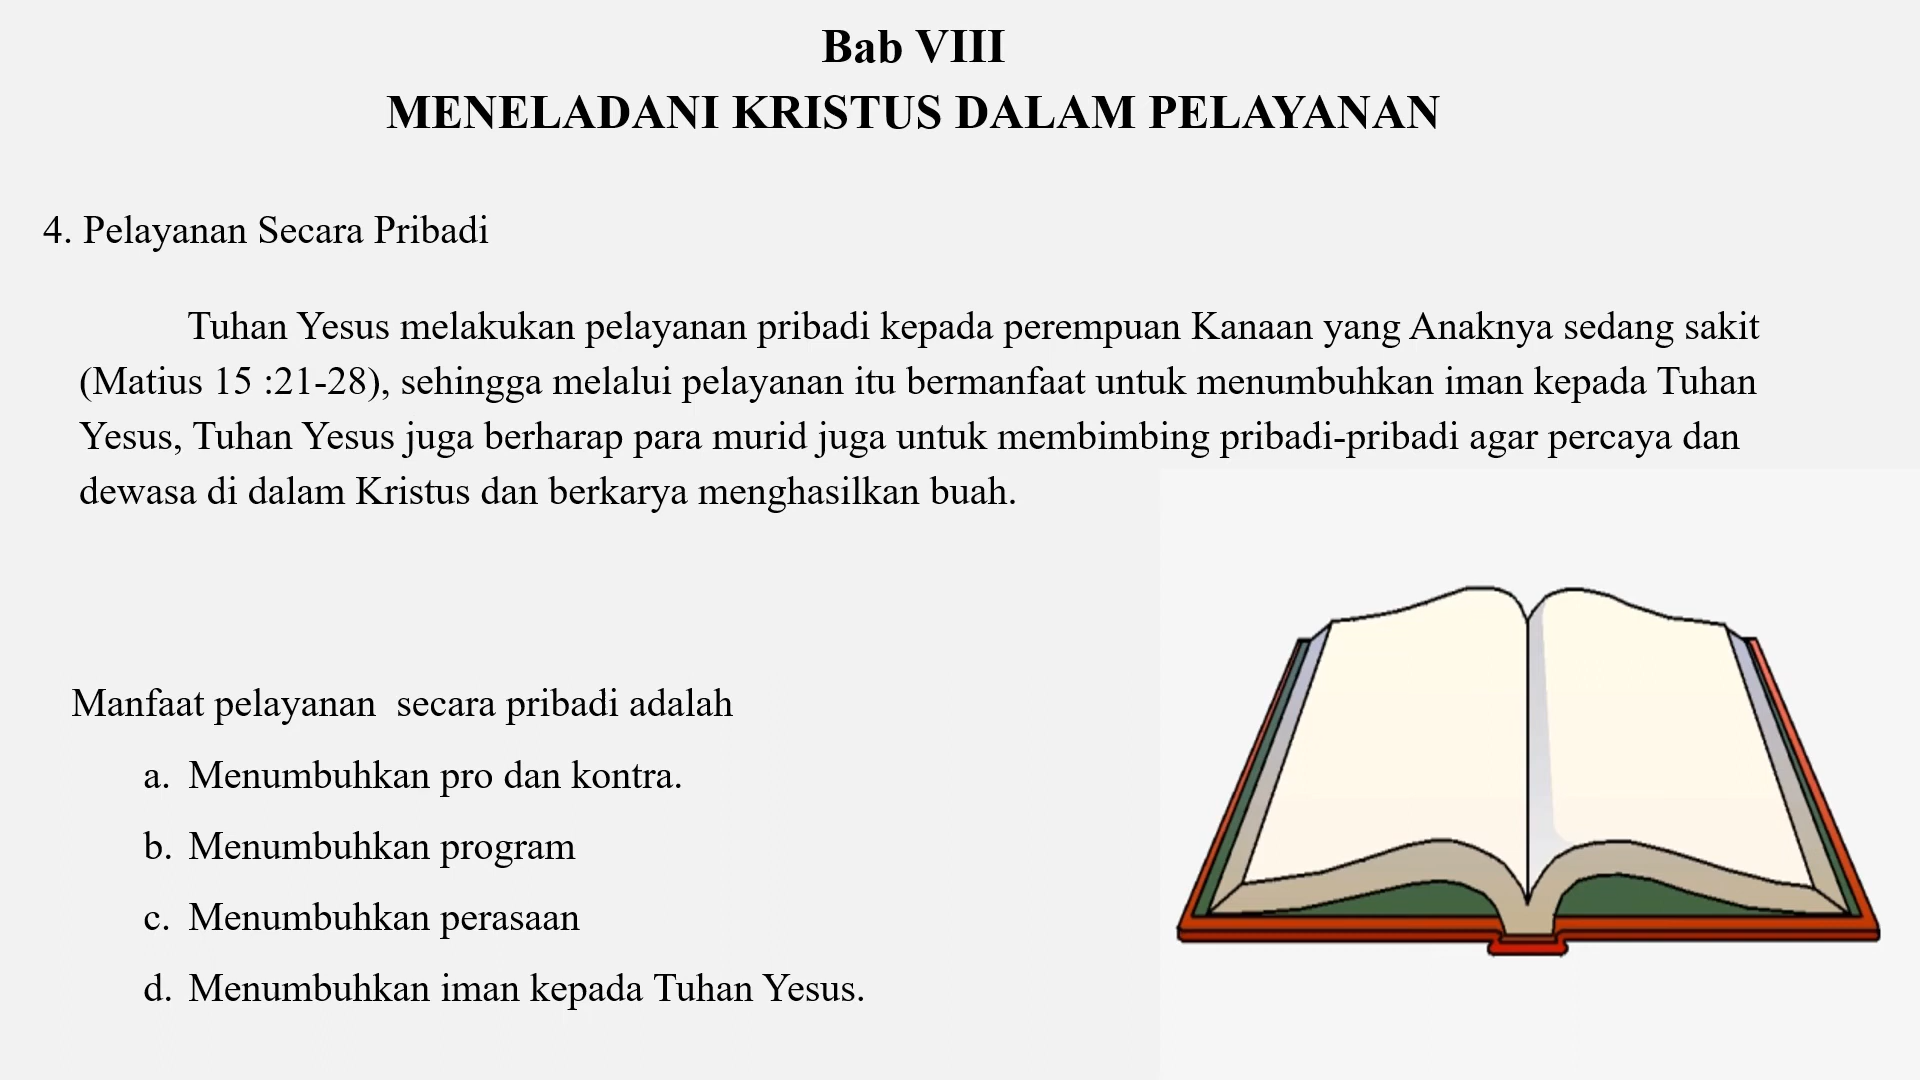 Bab VIII
MENELADANI KRISTUS DALAM PELAYANAN
4. Pelayanan Secara Pribadi
Tuhan Yesus melakukan pelayanan pribadi kepada perempuan Kanaan yang Anaknya sedang sakit
(Matius 15 :21-28), sehingga melalui pelayanan itu bermanfaat untuk menumbuhkan iman kepada Tuhan
Yesus, Tuhan Yesus juga berharap para murid juga untuk membimbing pribadi-pribadi agar percaya dan
dewasa di dalam Kristus dan berkarya menghasilkan buah.
Manfaat pelayanan  secara pribadi adalah
a. Menumbuhkan pro dan kontra.
b. Menumbuhkan program
c. Menumbuhkan perasaan
d. Menumbuhkan iman kepada Tuhan Yesus.